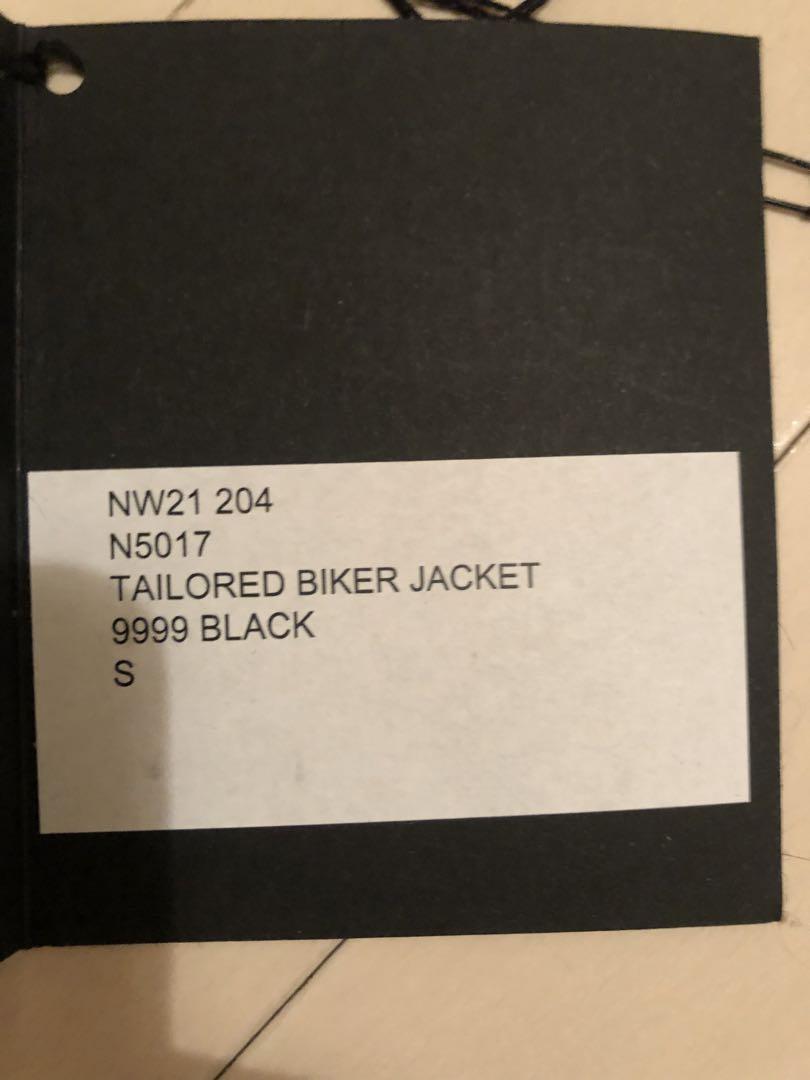 NW21 204
N5017
TAILORED BIKER JACKET
9999 BLACK
S